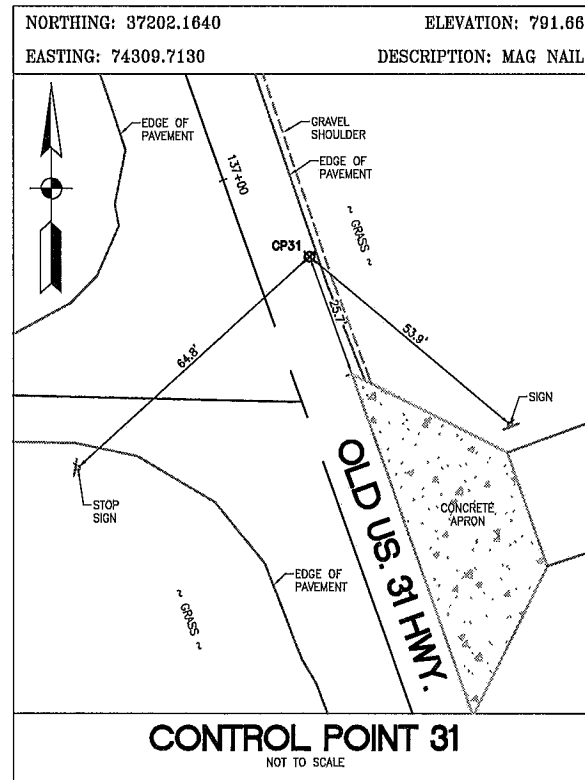 NORTHING: 37202.1640
ELEVATION: 791.66
EASTING: 74309.7130
DESCRIPTION: MAG NAIL
EDGE OF
PAVEMENT
GRAVEL
SHOULDER
EDGE OF
PAVEMENT
137+00
~ GRASS ~
CP31
25.7'
64.8'
53.9'
SIGN
STOP
SIGN
OLD US. 31 HWY.
CONCRETE
APRON
EDGE OF
PAVEMENT
~ GRASS ~
CONTROL POINT 31
NOT TO SCALE